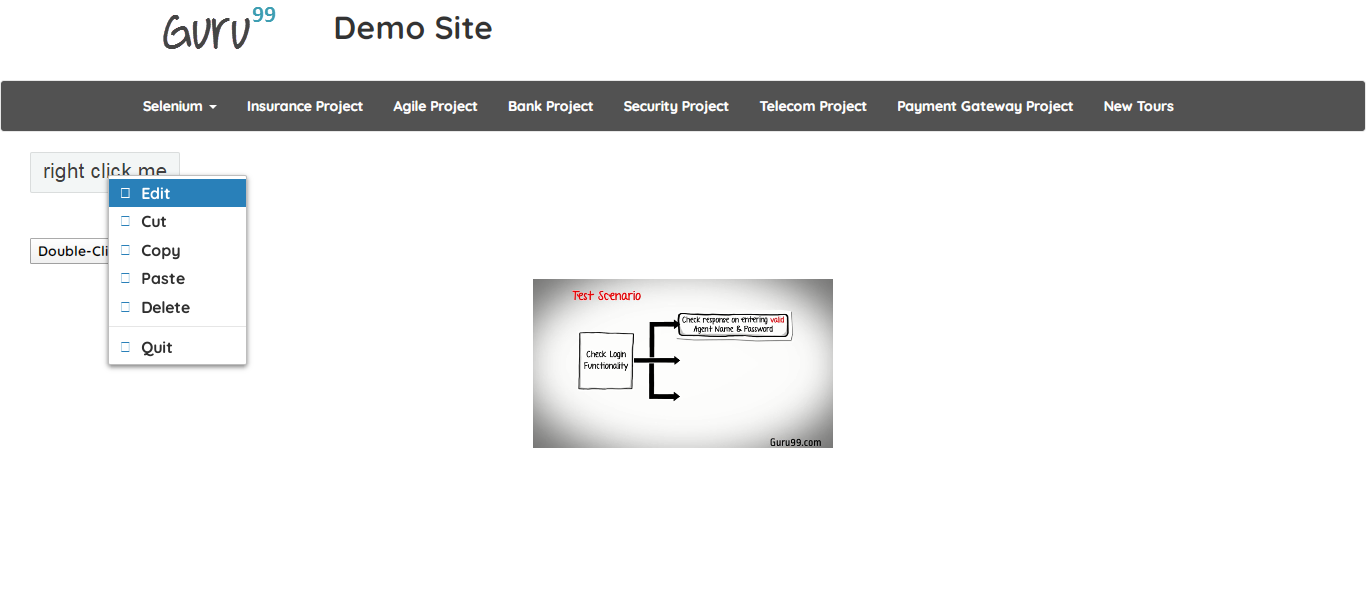 Guru99
Demo Site
Selenium
Insurance Project
Agile Project
Bank Project
Security Project
Telecom Project
Payment Gateway Project
New Tours
right click me
Edit
Cut
Double-Cli
Copy
Paste
Delete
Quit
Test Scenario
Check response on entering valid
Agent Name & Password
Check Login
Functionality
Guru99.com